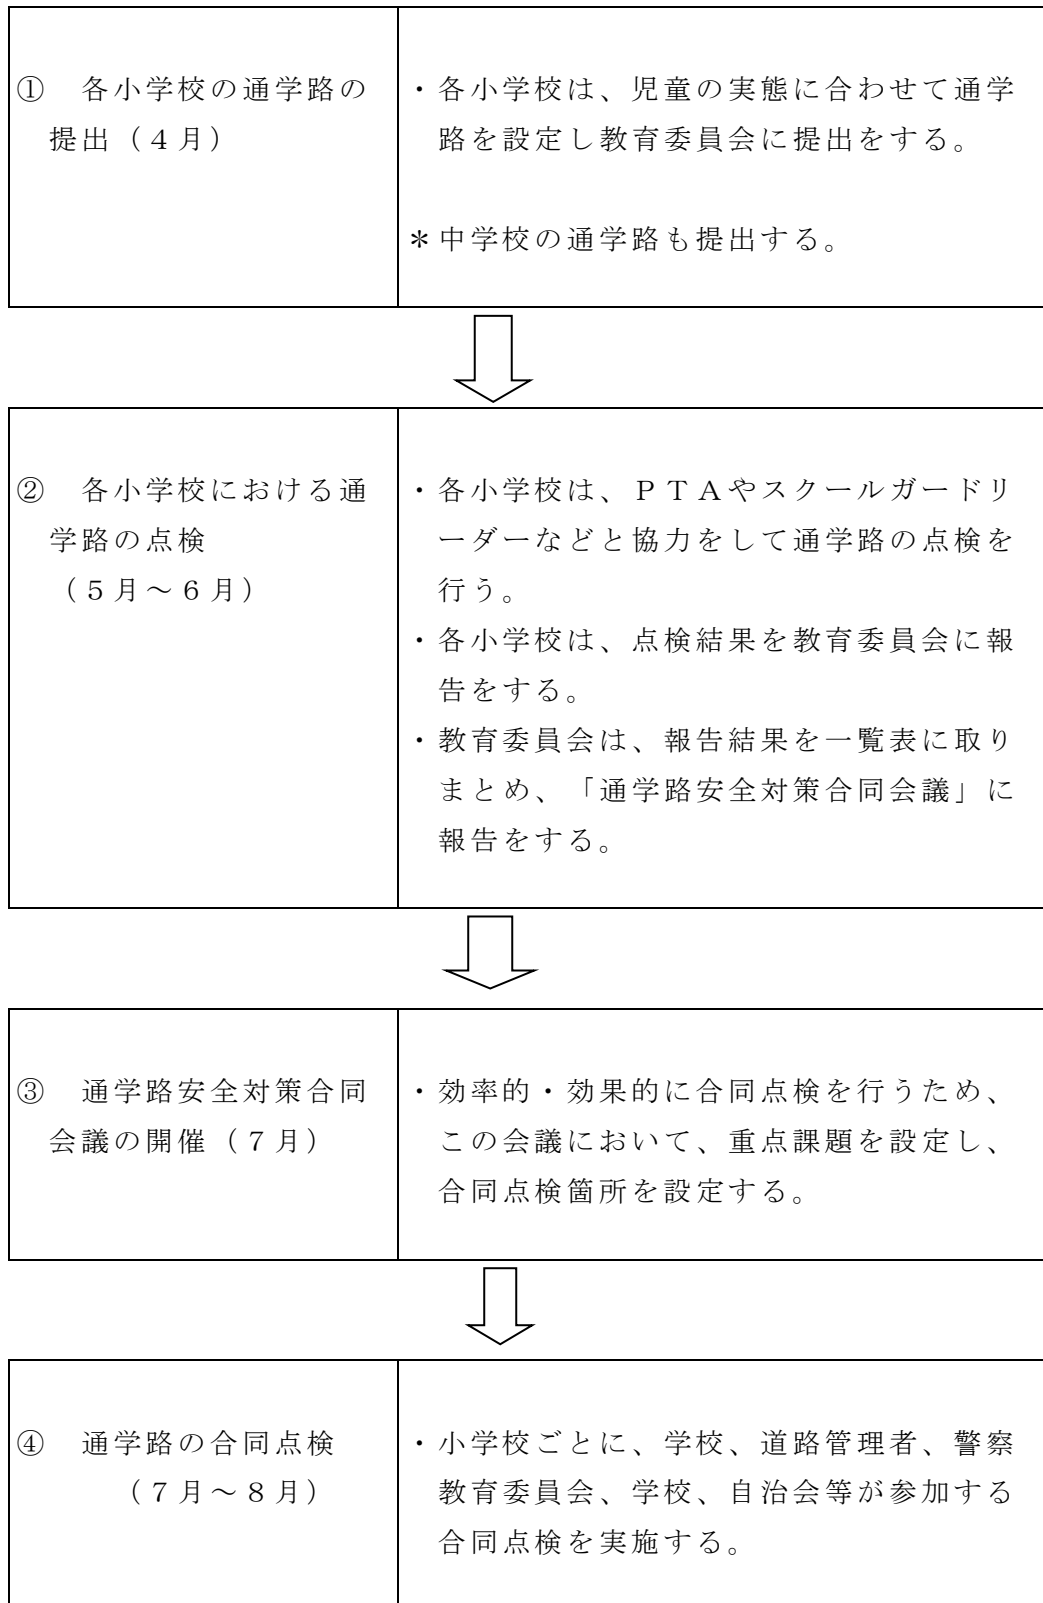 ① 各小学校の通学路の
提出（４月）
・各小学校は、児童の実態に合わせて通学
路を設定し教育委員会に提出をする。
＊中学校の通学路も提出する。
② 各小学校における通
学路の点検
（５月～６月）
・各小学校は、ＰＴＡやスクールガードリ
ーダーなどと協力をして通学路の点検を
行う。
・各小学校は、点検結果を教育委員会に報
告をする。
・教育委員会は、報告結果を一覧表に取り
まとめ、「通学路安全対策合同会議」に
報告をする。
③ 通学路安全対策合同
会議の開催（７月）
・効率的・効果的に合同点検を行うため、
この会議において、重点課題を設定し、
合同点検箇所を設定する。
④ 通学路の合同点検
（７月～８月）
・小学校ごとに、学校、道路管理者、警察
教育委員会、学校、自治会等が参加する
合同点検を実施する。